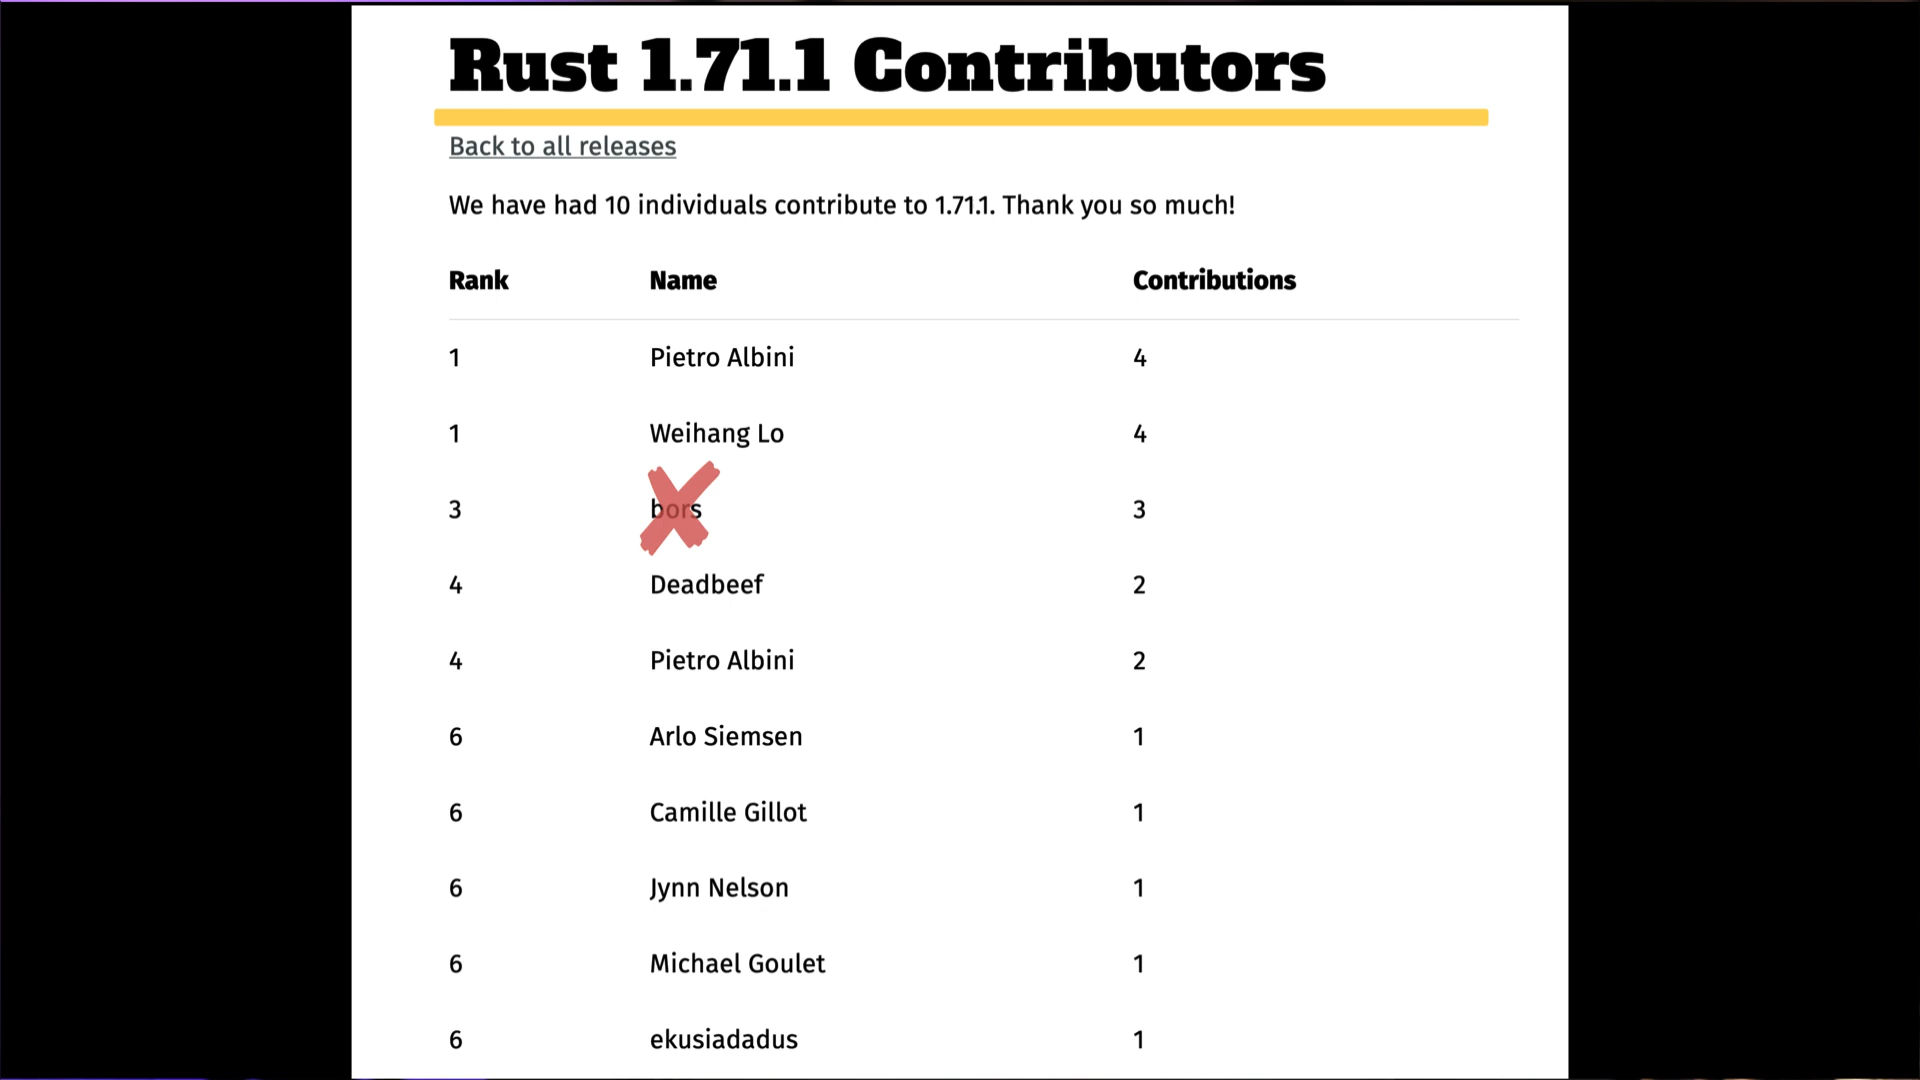 Rust 1.71.1 Contributors
Back to all releases
We have had 10 individuals contribute to 1.71.1. Thank you so much!
Rank Name Contributions
1 Pietro Albini 4
1 Weihang Lo 4
3 bors 3
4 Deadbeef 2
4 Pietro Albini 2
6 Arlo Siemsen 1
6 Camille Gillot 1
6 Jynn Nelson 1
6 Michael Goulet 1
6 ekusiadadus 1